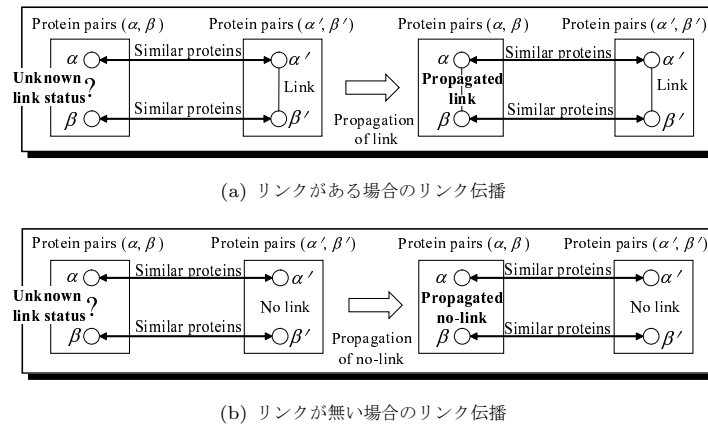 Protein pairs (α, β) Protein pairs (α′, β′) Protein pairs (α, β) Protein pairs (α′, β′)
α Similar proteins α′ α Similar proteins α′
Unknown link status ? Link Propagated link Link
β Similar proteins β′ Propagation of link β Similar proteins β′
(a) リンクがある場合のリンク伝播
Protein pairs (α, β) Protein pairs (α′, β′) Protein pairs (α, β) Protein pairs (α′, β′)
α Similar proteins α′ α Similar proteins α′
Unknown link status ? No link Propagated no-link No link
β Similar proteins β′ Propagation of no-link β Similar proteins β′
(b) リンクが無い場合のリンク伝播